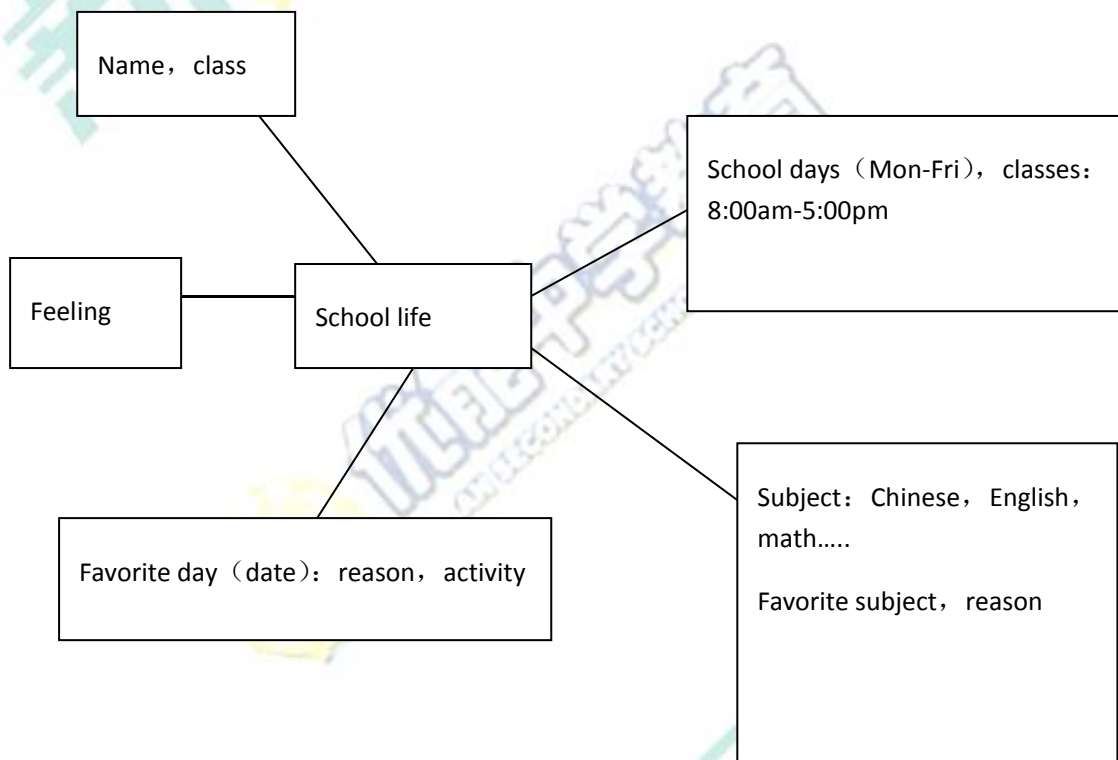 Name，class
School days（Mon-Fri），classes：
8:00am-5:00pm
Feeling
School life
Subject：Chinese，English，
math…..
Favorite subject，reason
Favorite day（date）：reason，activity